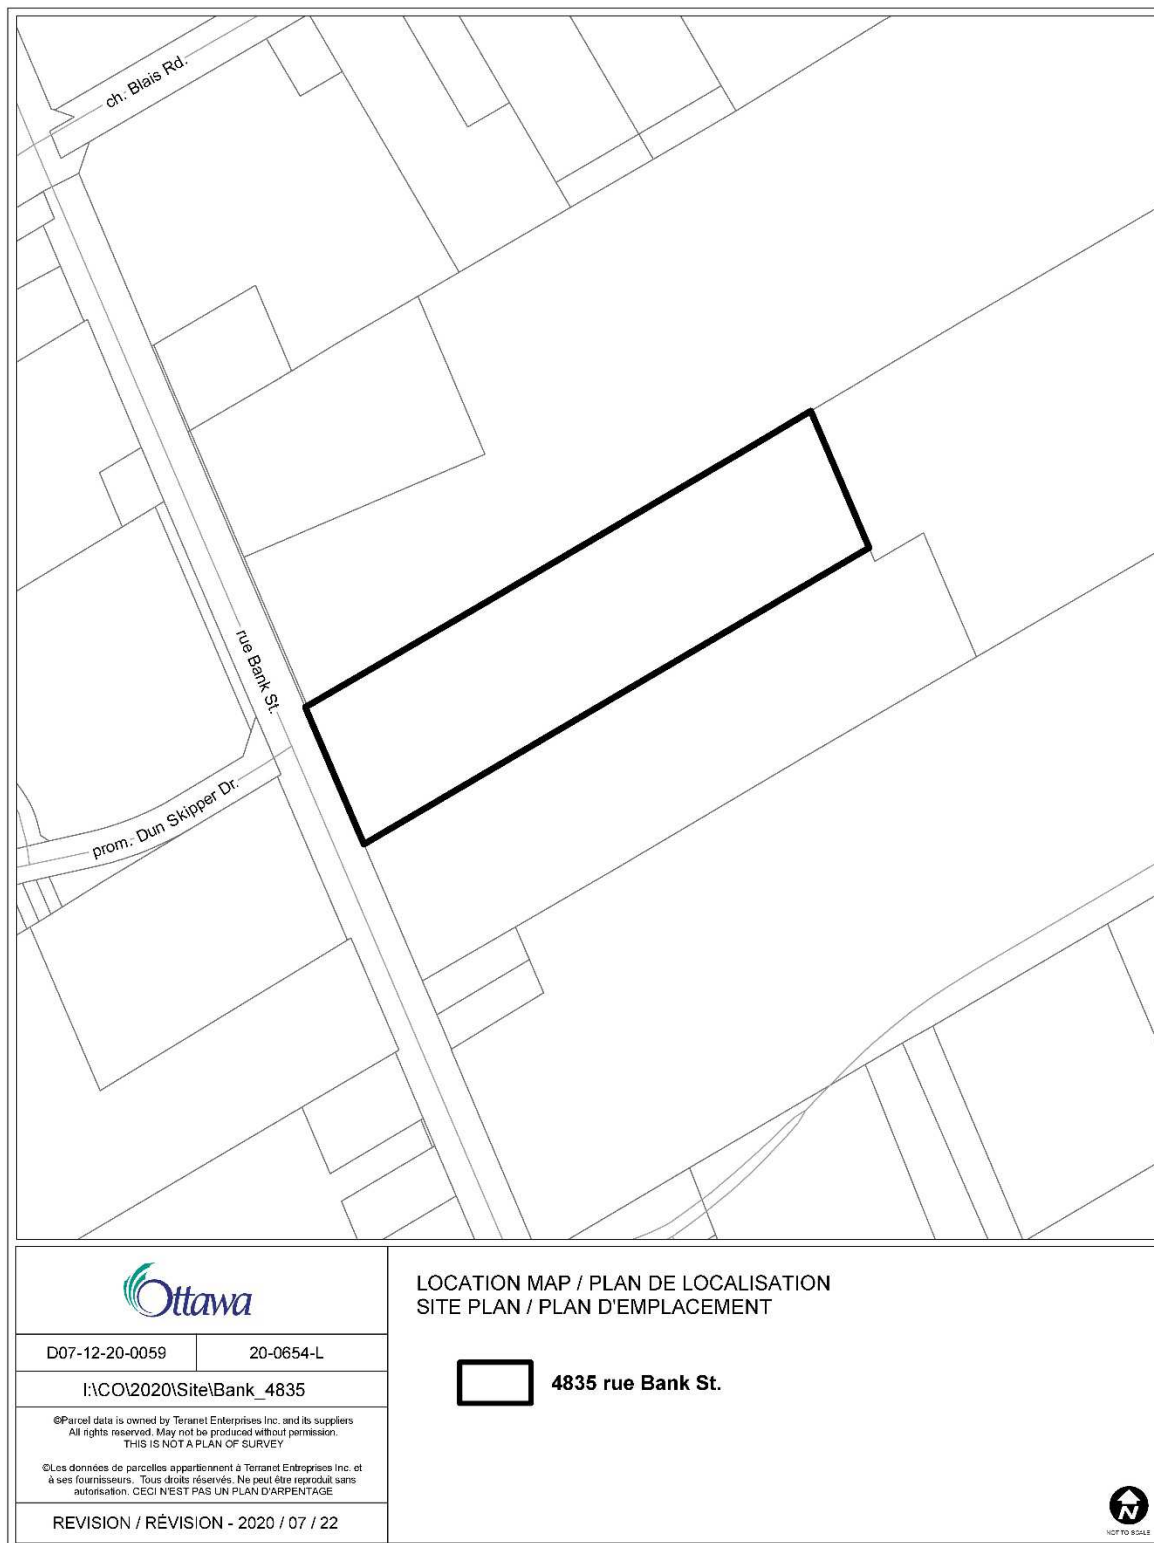 ch. Blais Rd.
rue Bank St.
prom. Dun Skipper Dr.
Ottawa
D07-12-20-0059
20-0654-L
I:\CO\2020\Site\Bank_4835
©Parcel data is owned by Teranet Enterprises Inc. and its suppliers
All rights reserved. May not be produced without permission.
THIS IS NOT A PLAN OF SURVEY
©Les données de parcelles appartiennent à Terranet Entreprises Inc. et
à ses fournisseurs. Tous droits réservés. Ne peut être reproduit sans
autorisation. CECI N'EST PAS UN PLAN D'ARPENTAGE
REVISION / RÉVISION - 2020 / 07 / 22
LOCATION MAP / PLAN DE LOCALISATION
SITE PLAN / PLAN D'EMPLACEMENT
4835 rue Bank St.
N
NOT TO SCALE